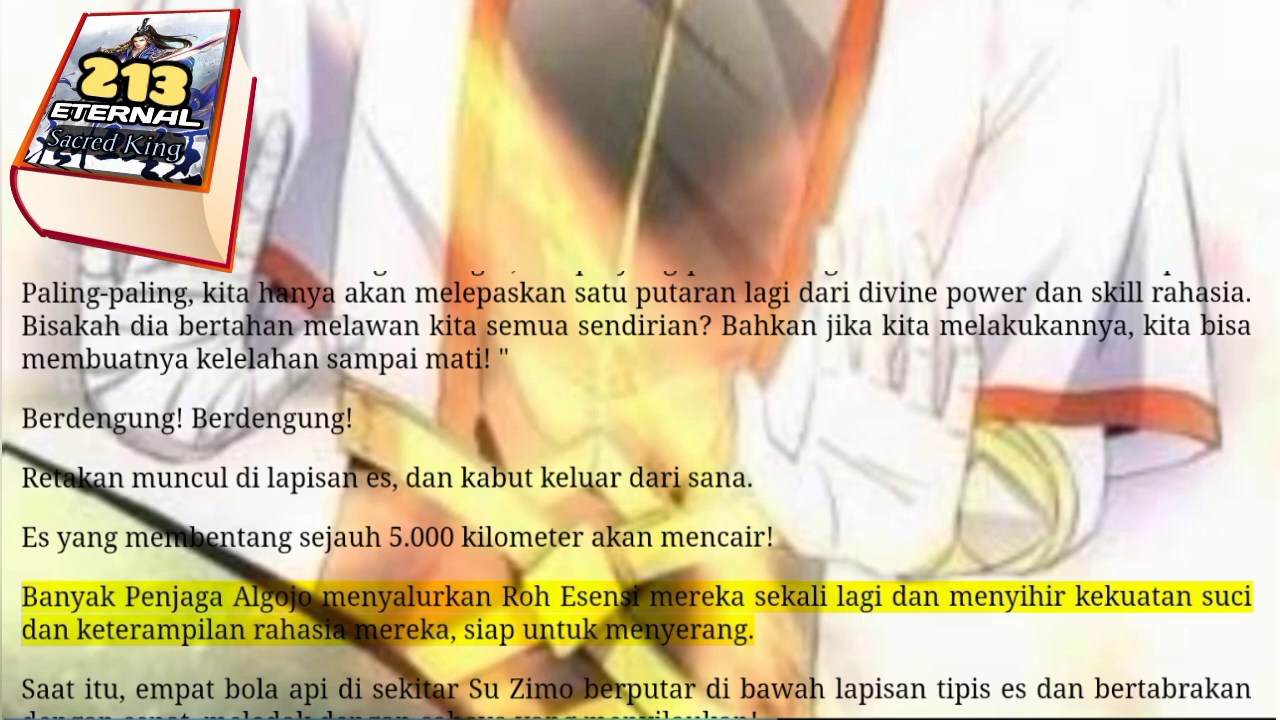 213
ETERNAL
Sacred King
Paling-paling, kita hanya akan melepaskan satu putaran lagi dari divine power dan skill rahasia.
Bisakah dia bertahan melawan kita semua sendirian? Bahkan jika kita melakukannya, kita bisa
membuatnya kelelahan sampai mati! "
Berdengung! Berdengung!
Retakan muncul di lapisan es, dan kabut keluar dari sana.
Es yang membentang sejauh 5.000 kilometer akan mencair!
Banyak Penjaga Algojo menyalurkan Roh Esensi mereka sekali lagi dan menyihir kekuatan suci
dan keterampilan rahasia mereka, siap untuk menyerang.
Saat itu, empat bola api di sekitar Su Zimo berputar di bawah lapisan tipis es dan bertabrakan